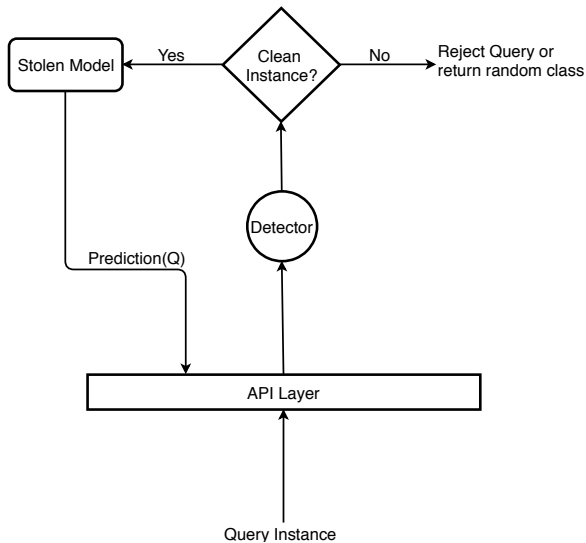 Stolen Model
Yes
Clean
Instance?
No
Reject Query or
return random class
Detector
Prediction(Q)
API Layer
Query Instance